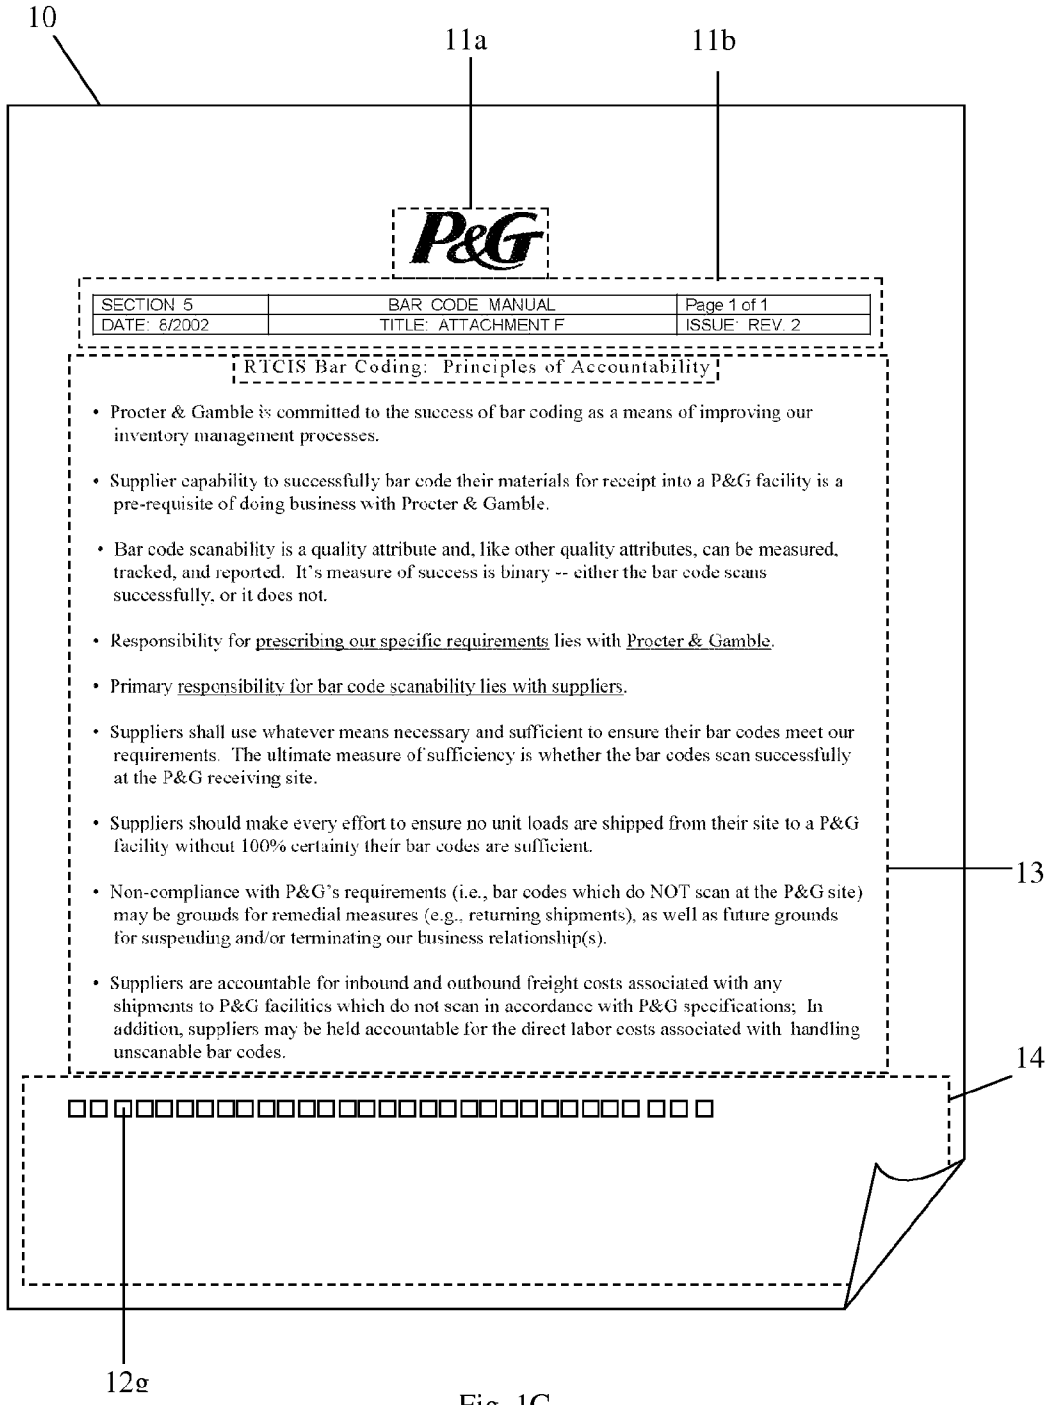 10
11a
11b
P&G
SECTION 5 BAR CODE MANUAL Page 1 of 1
DATE: 8/2002 TITLE: ATTACHMENT F ISSUE: REV. 2
RTCIS Bar Coding: Principles of Accountability
• Procter & Gamble is committed to the success of bar coding as a means of improving our
inventory management processes.
• Supplier capability to successfully bar code their materials for receipt into a P&G facility is a
pre-requisite of doing business with Procter & Gamble.
• Bar code scanability is a quality attribute and, like other quality attributes, can be measured,
tracked, and reported. It's measure of success is binary -- either the bar code scans
successfully, or it does not.
• Responsibility for prescribing our specific requirements lies with Procter & Gamble.
• Primary responsibility for bar code scanability lies with suppliers.
• Suppliers shall use whatever means necessary and sufficient to ensure their bar codes meet our
requirements. The ultimate measure of sufficiency is whether the bar codes scan successfully
at the P&G receiving site.
• Suppliers should make every effort to ensure no unit loads are shipped from their site to a P&G
facility without 100% certainty their bar codes are sufficient.
13
• Non-compliance with P&G's requirements (i.e., bar codes which do NOT scan at the P&G site)
may be grounds for remedial measures (e.g., returning shipments), as well as future grounds
for suspending and/or terminating our business relationship(s).
• Suppliers are accountable for inbound and outbound freight costs associated with any
shipments to P&G facilities which do not scan in accordance with P&G specifications; In
addition, suppliers may be held accountable for the direct labor costs associated with handling
unscanable bar codes.
14
12g
Fig. 1C